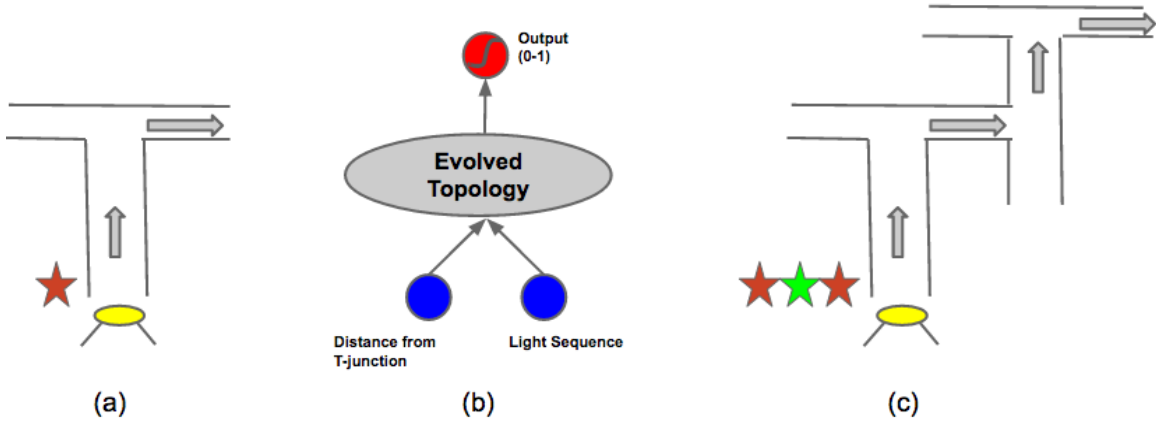 Output
(0-1)
Evolved
Topology
Distance from
T-junction
Light Sequence
(a)
(b)
(c)